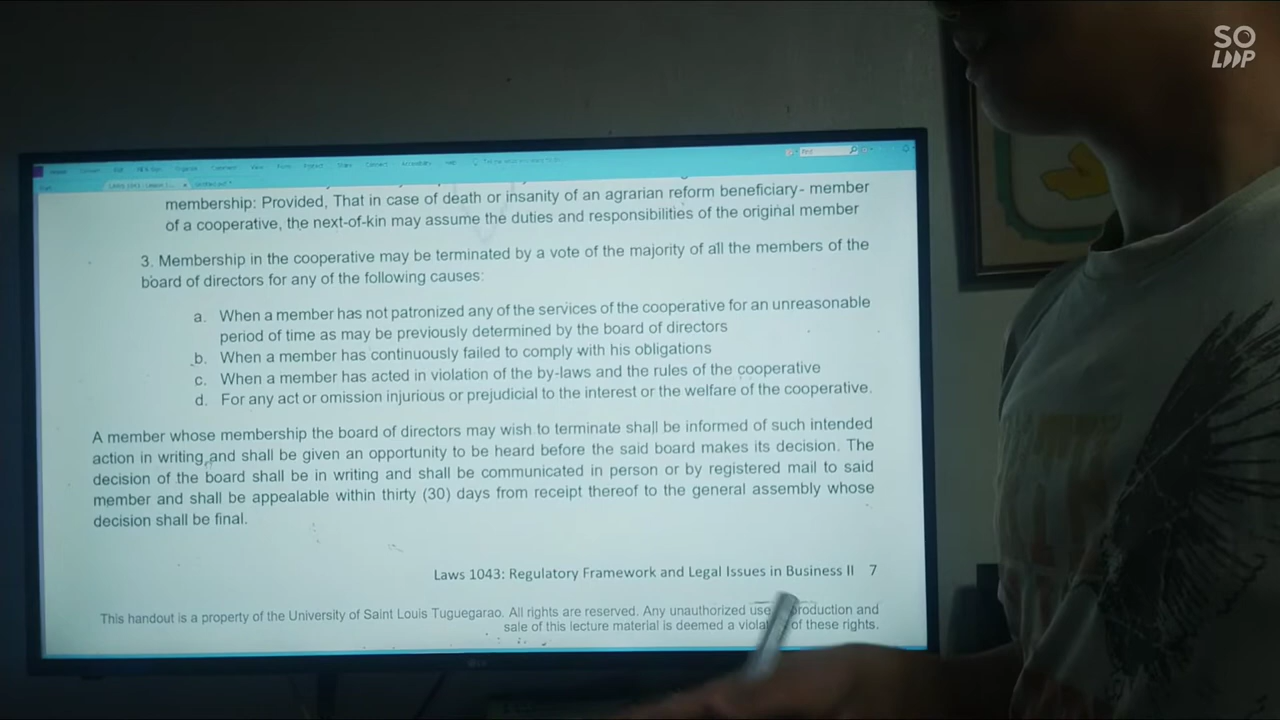 SO
LOOP
membership: Provided, That in case of death or insanity of an agrarian reform beneficiary- member
of a cooperative, the next-of-kin may assume the duties and responsibilities of the original member
3. Membership in the cooperative may be terminated by a vote of the majority of all the members of the
board of directors for any of the following causes:
a. When a member has not patronized any of the services of the cooperative for an unreasonable
period of time as may be previously determined by the board of directors
b. When a member has continuously failed to comply with his obligations
c. When a member has acted in violation of the by-laws and the rules of the cooperative
d. For any act or omission injurious or prejudicial to the interest or the welfare of the cooperative.
A member whose membership the board of directors may wish to terminate shall be informed of such intended
action in writing and shall be given an opportunity to be heard before the said board makes its decision. The
decision of the board shall be in writing and shall be communicated in person or by registered mail to said
member and shall be appealable within thirty (30) days from receipt thereof to the general assembly whose
decision shall be final.
Laws 1043: Regulatory Framework and Legal Issues in Business II 7
This handout is a property of the University of Saint Louis Tuguegarao. All rights are reserved. Any unauthorized use production and
sale of this lecture material is deemed a of these rights.
LG